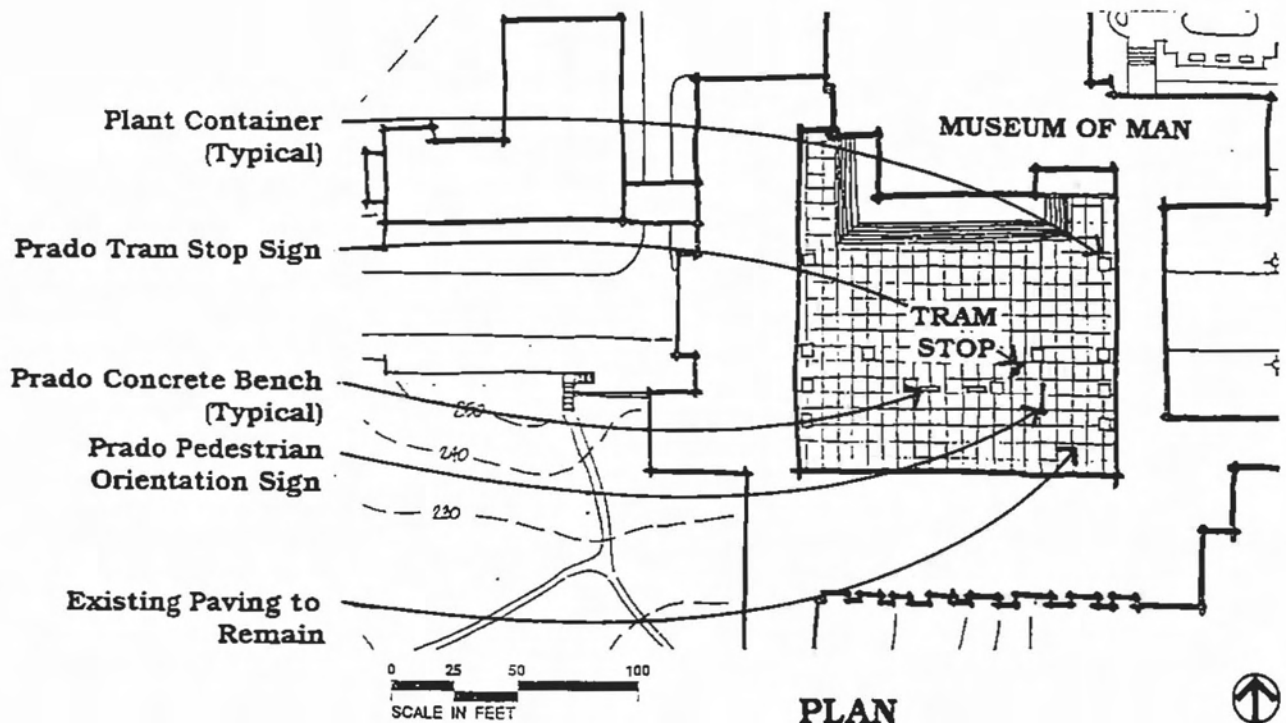 Plant Container
(Typical)
MUSEUM OF MAN
Prado Tram Stop Sign
TRAM
STOP
Prado Concrete Bench
(Typical)
250
Prado Pedestrian
Orientation Sign
240
230
Existing Paving to
Remain
0 25 50 100
SCALE IN FEET
PLAN